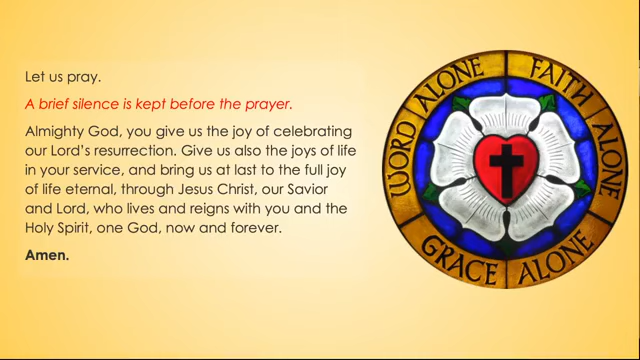 Let us pray.
A brief silence is kept before the prayer.
Almighty God, you give us the joy of celebrating
our Lord’s resurrection. Give us also the joys of life
in your service, and bring us at last to the full joy
of life eternal, through Jesus Christ, our Savior
and Lord, who lives and reigns with you and the
Holy Spirit, one God, now and forever.
Amen.
WORD ALONE
FAITH ALONE
GRACE ALONE